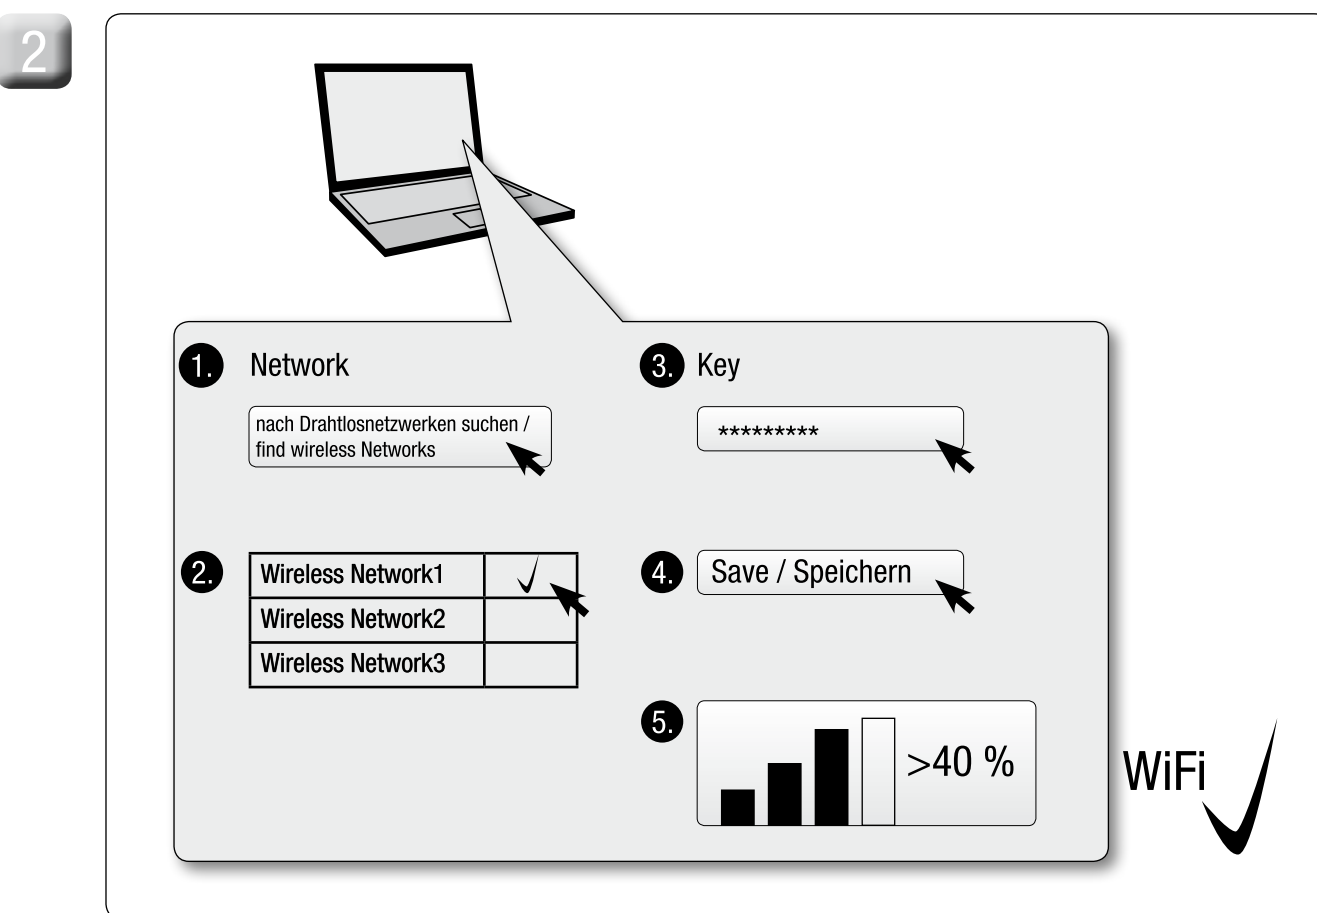 2
1. Network
nach Drahtlosnetzwerken suchen /
find wireless Networks
2. Wireless Network1
Wireless Network2
Wireless Network3
3. Key
*********
4. Save / Speichern
5. >40 %
WiFi